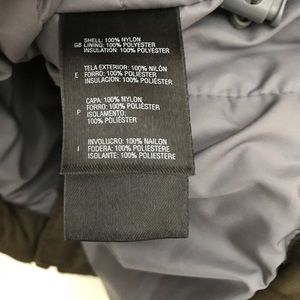 SHELL: 100% NYLON
GB LINING: 100% POLYESTER
INSULATION: 100% POLYESTER
TELA EXTERIOR: 100% NILÓN
E FORRO: 100% POLIÉSTER
INSULACION: 100% POLIÉSTER
CAPA: 100% NYLON
P FORRO: 100% POLIÉSTER
ISOLAMENTO:
100% POLIÉSTER
INVOLUCRO: 100% NAILON
I FODERA: 100% POLIESTERE
ISOLANTE: 100% POLIESTERE